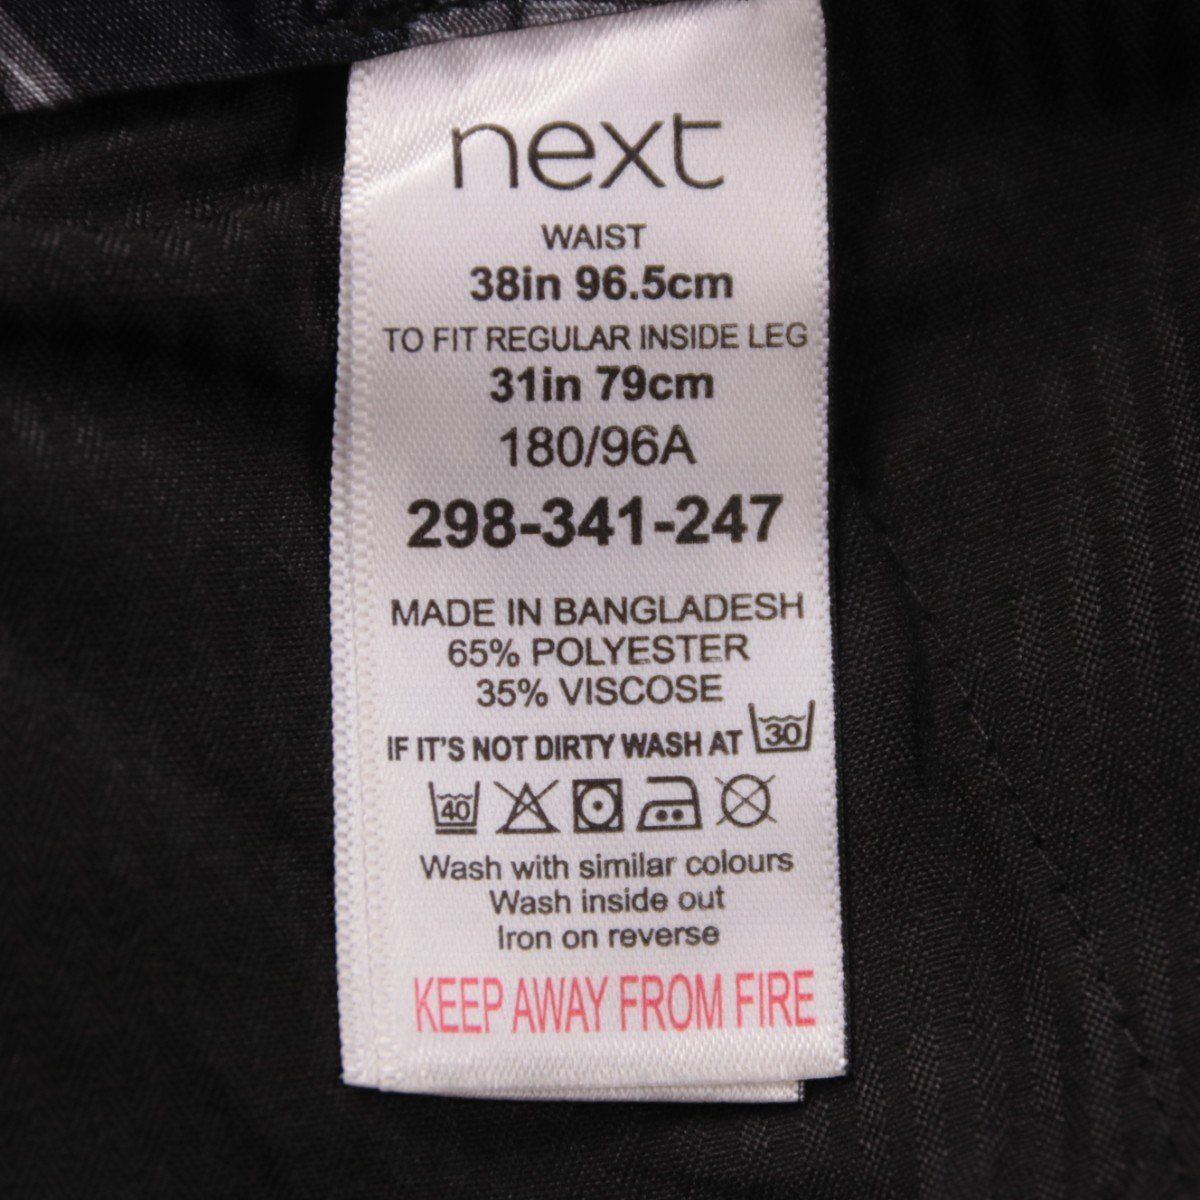 next
WAIST
38in 96.5cm
TO FIT REGULAR INSIDE LEG
31in 79cm
180/96A
298-341-247
MADE IN BANGLADESH
65% POLYESTER
35% VISCOSE
IF IT'S NOT DIRTY WASH AT 30
40
Wash with similar colours
Wash inside out
Iron on reverse
KEEP AWAY FROM FIRE